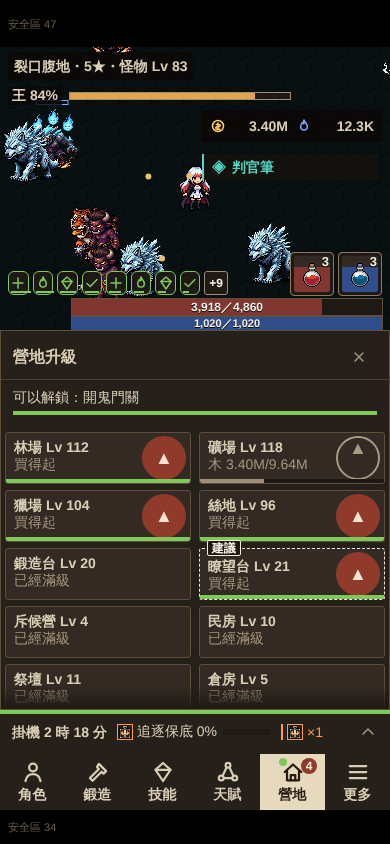 安全區 47
裂口腹地・5★・怪物 Lv 83
王 84%
3.40M 12.3K
◈ 判官筆
3 3
+9
3,918／4,860
1,020／1,020
營地升級 ×
可以解鎖：開鬼門關
林場 Lv 112
買得起
▲
礦場 Lv 118
木 3.40M/9.64M
▲
獵場 Lv 104
買得起
▲
絲地 Lv 96
買得起
▲
鍛造台 Lv 20
已經滿級
建議
瞭望台 Lv 21
買得起
▲
斥候營 Lv 4
已經滿級
民房 Lv 10
已經滿級
祭壇 Lv 11
已經滿級
倉房 Lv 5
已經滿級
掛機 2 時 18 分 追逐保底 0% ×1
角色 鍛造 技能 天賦 營地 4 更多
安全區 34